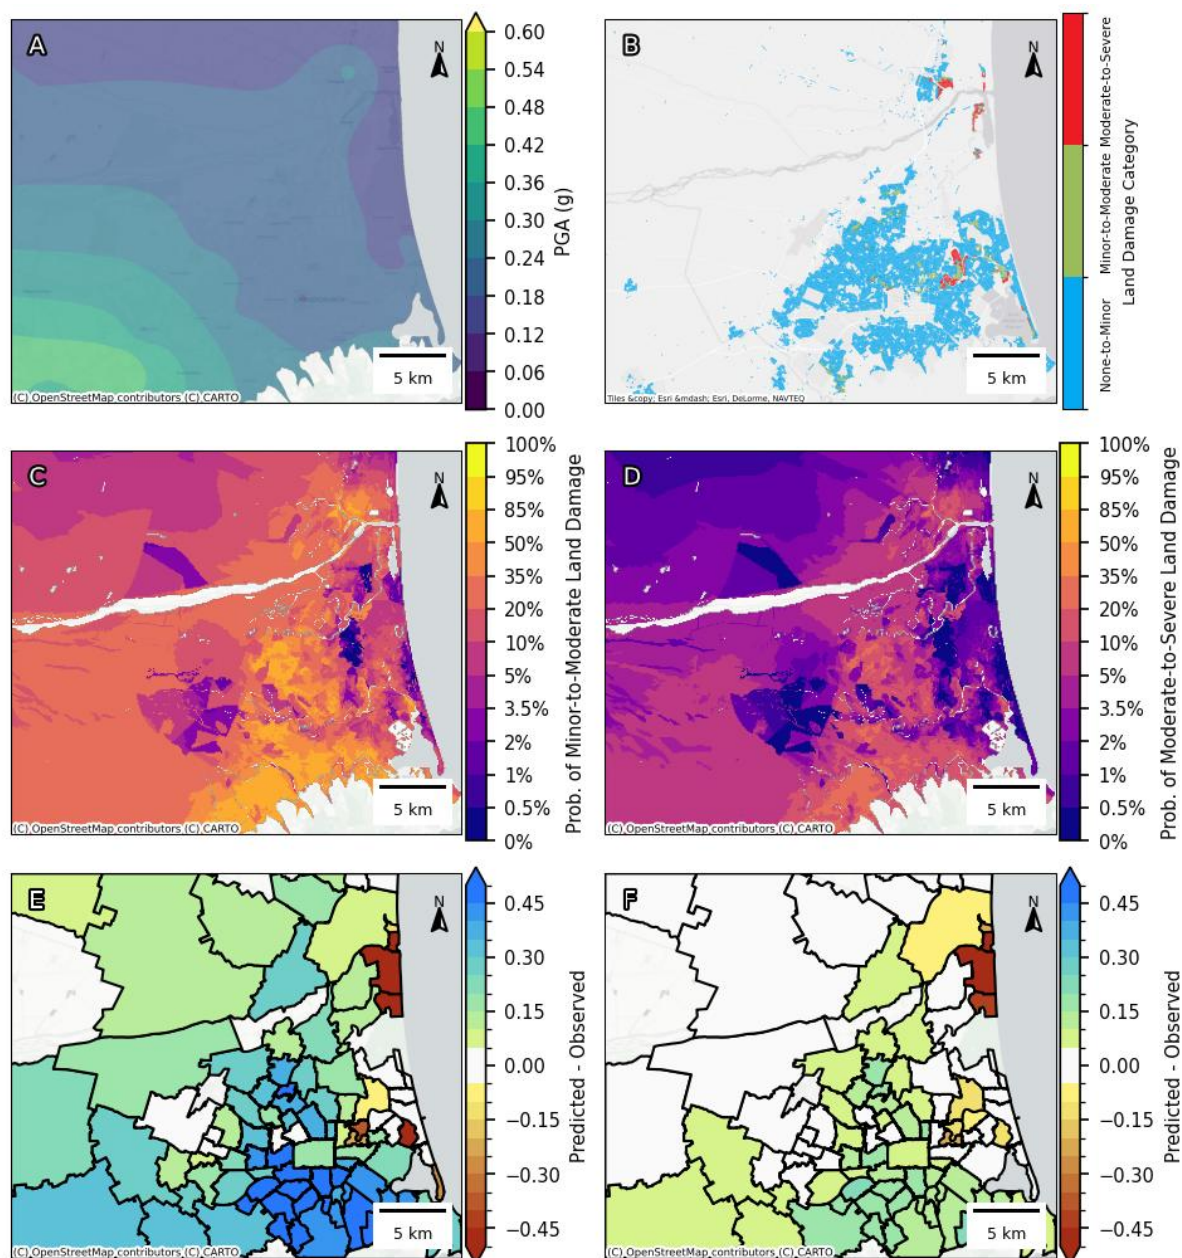 A
N
5 km
(C) OpenStreetMap contributors (C) CARTO
0.60
0.54
0.48
0.42
0.36
0.30
0.24
0.18
0.12
0.06
0.00
PGA (g)
B
N
5 km
Tiles &copy; Esri &mdash; Esri, DeLorme, NAVTEQ
None-to-Minor Minor-to-Moderate Moderate-to-Severe
Land Damage Category
C
N
5 km
(C) OpenStreetMap contributors (C) CARTO
100%
95%
85%
50%
35%
20%
10%
5%
3.5%
2%
1%
0.5%
0%
Prob. of Minor-to-Moderate Land Damage
D
N
5 km
(C) OpenStreetMap contributors (C) CARTO
100%
95%
85%
50%
35%
20%
10%
5%
3.5%
2%
1%
0.5%
0%
Prob. of Moderate-to-Severe Land Damage
E
N
5 km
(C) OpenStreetMap contributors (C) CARTO
0.45
0.30
0.15
0.00
−0.15
−0.30
−0.45
Predicted - Observed
F
N
5 km
(C) OpenStreetMap contributors (C) CARTO
0.45
0.30
0.15
0.00
−0.15
−0.30
−0.45
Predicted - Observed